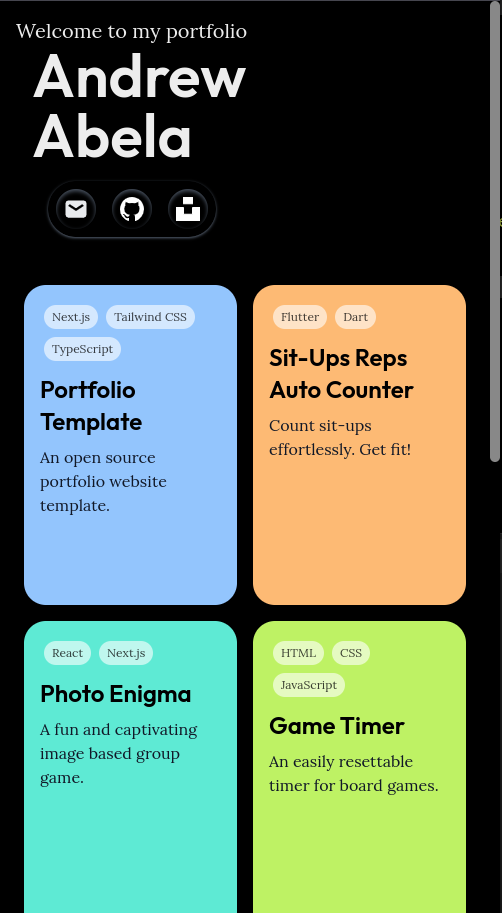 Welcome to my portfolio
Andrew
Abela
Next.js
Tailwind CSS
TypeScript
Portfolio
Template
An open source
portfolio website
template.
Flutter
Dart
Sit-Ups Reps
Auto Counter
Count sit-ups
effortlessly. Get fit!
React
Next.js
Photo Enigma
A fun and captivating
image based group
game.
HTML
CSS
JavaScript
Game Timer
An easily resettable
timer for board games.